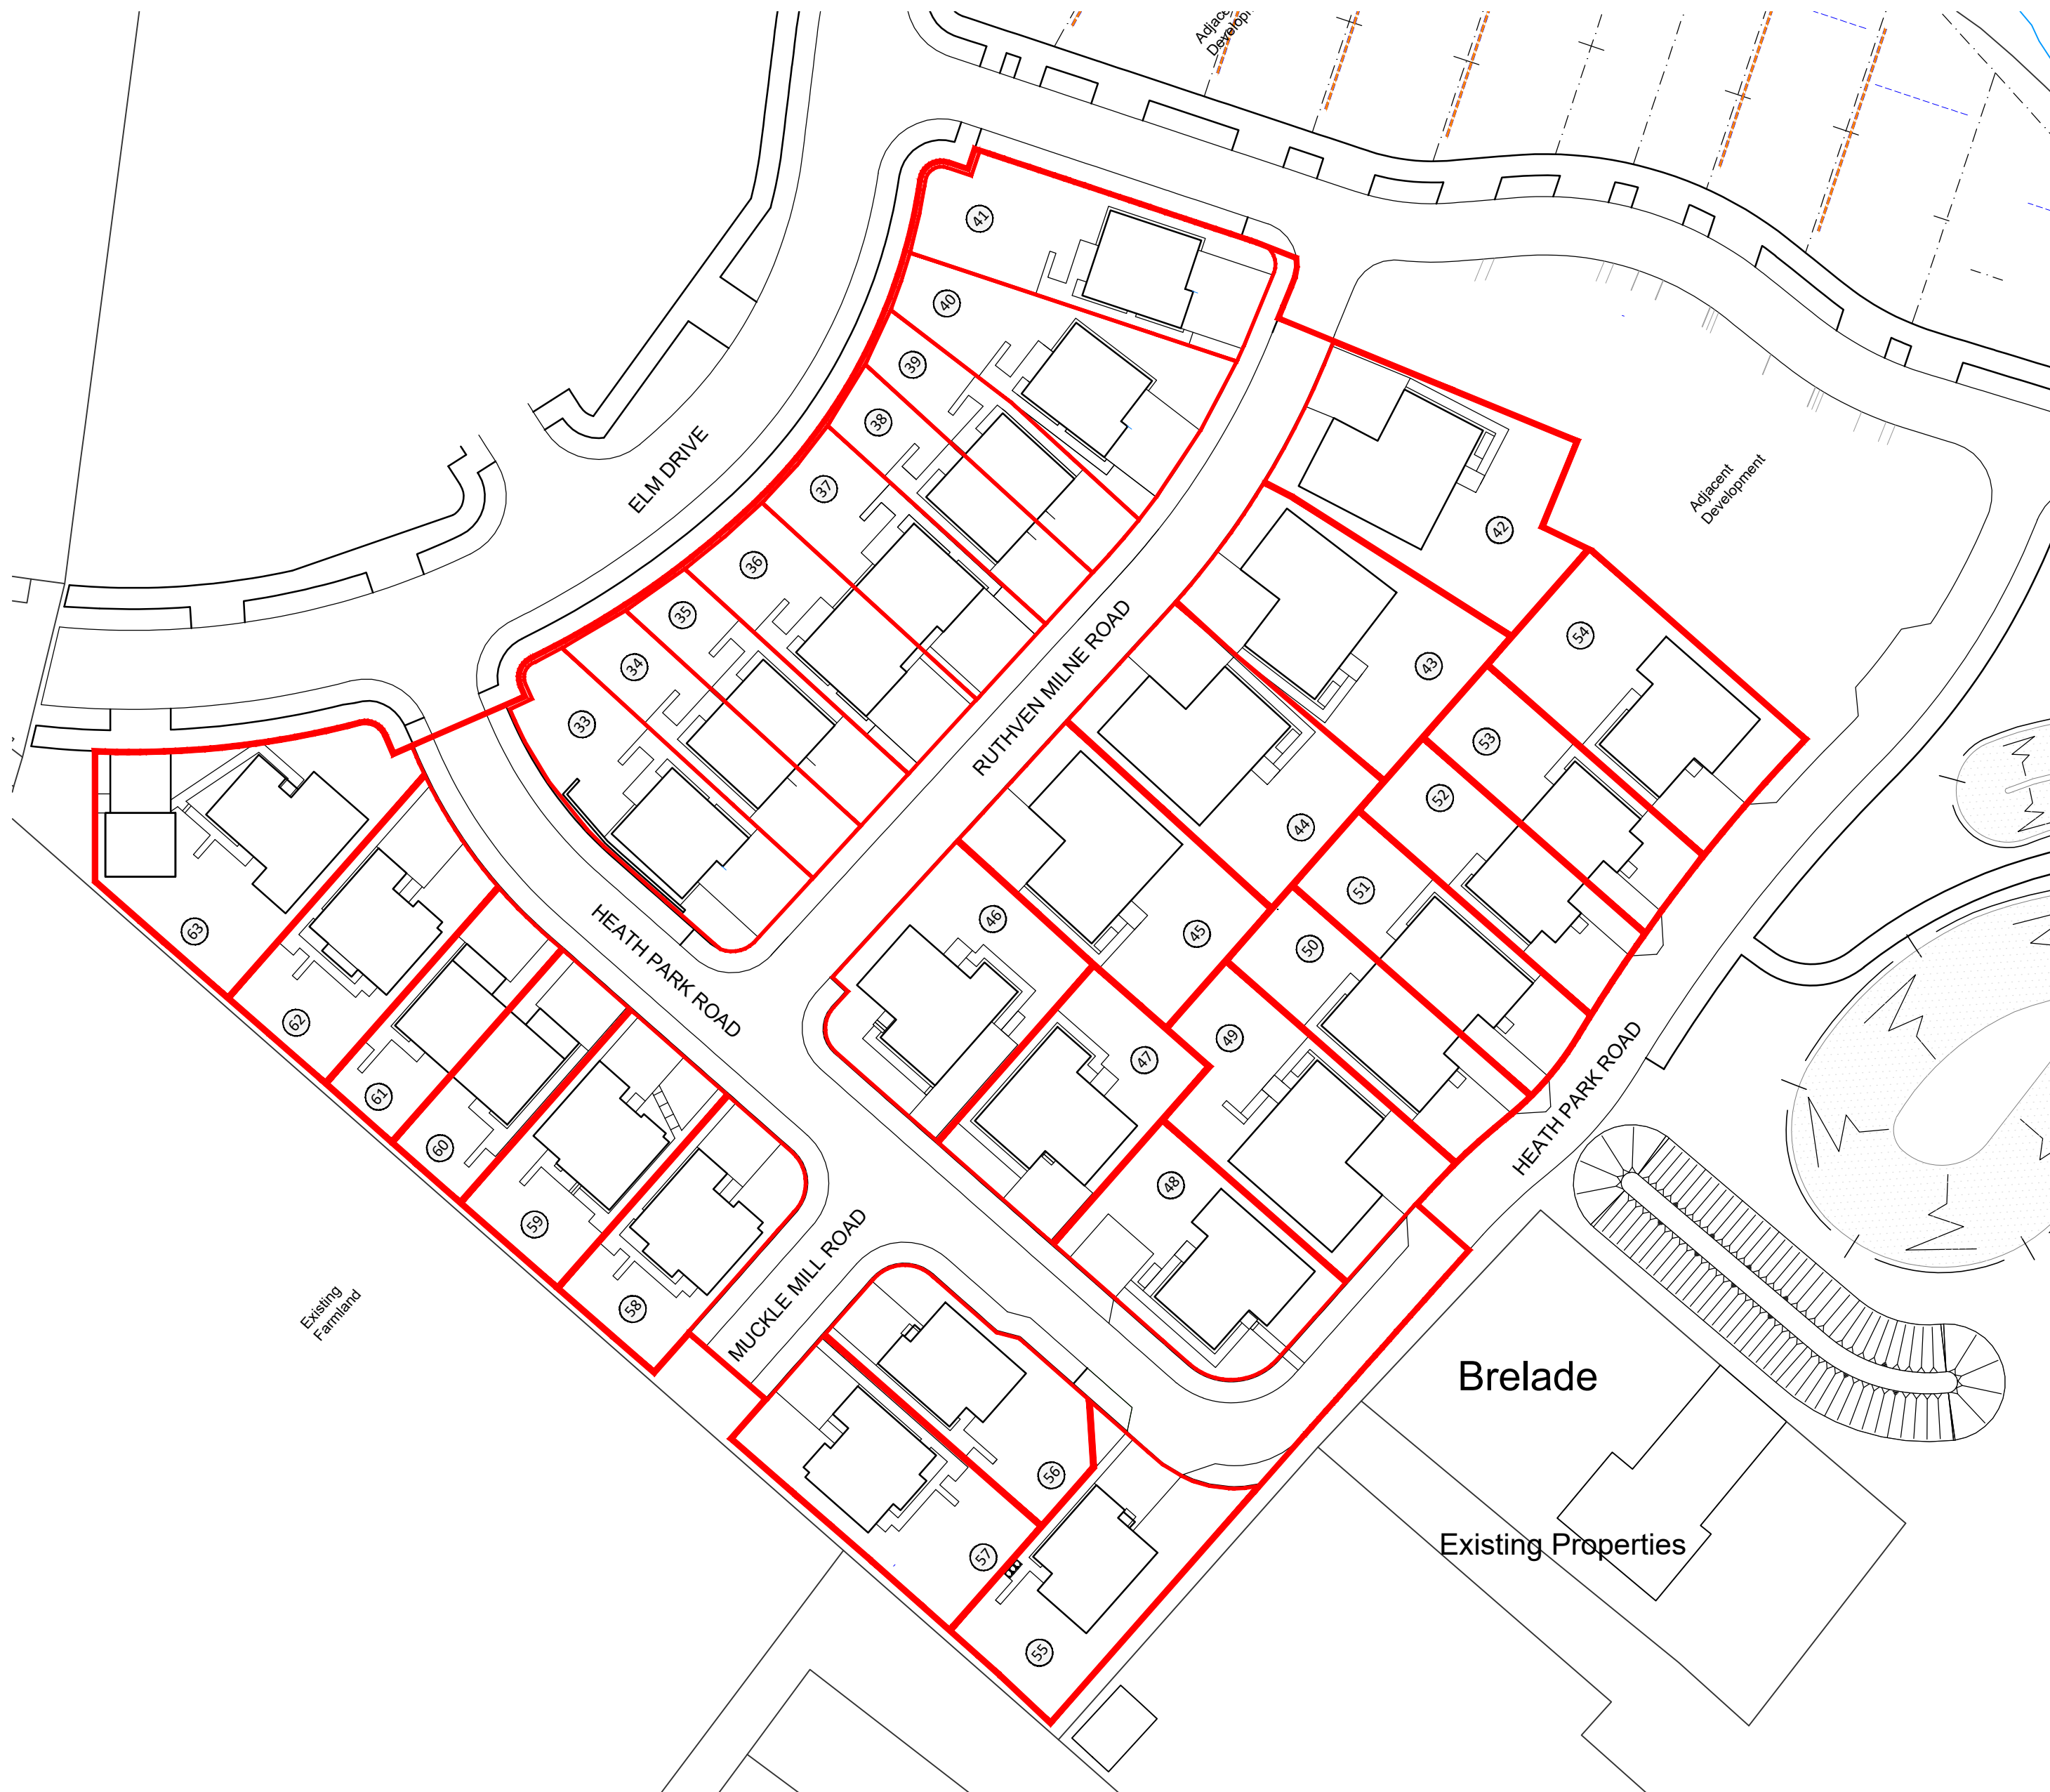 Adjacent
41
40
39
38
37
ELM DRIVE
Adjacent
Development
42
36
54
35
RUTHVEN MILNE ROAD
43
34
33
53
52
44
51
63
HEATH PARK ROAD
46
45
50
62
49
47
HEATH PARK ROAD
61
60
48
59
MUCKLE MILL ROAD
Existing
Farmland
58
Brelade
56
Existing Properties
57
55